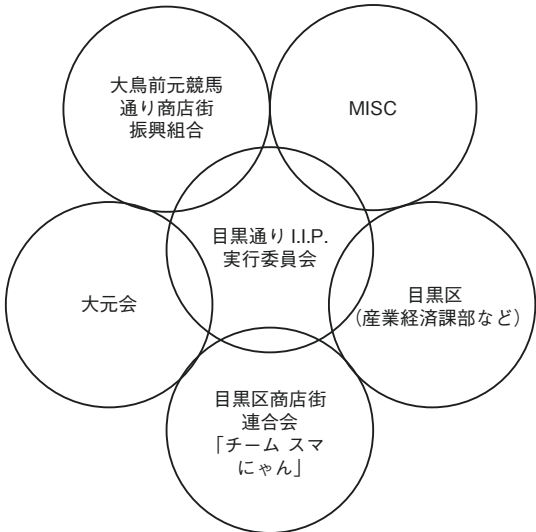 大鳥前元競馬
通り商店街
振興組合
MISC
目黒通り I.I.P.
実行委員会
大元会
目黒区
（産業経済課部など）
目黒区商店街
連合会
「チーム スマ
にゃん」